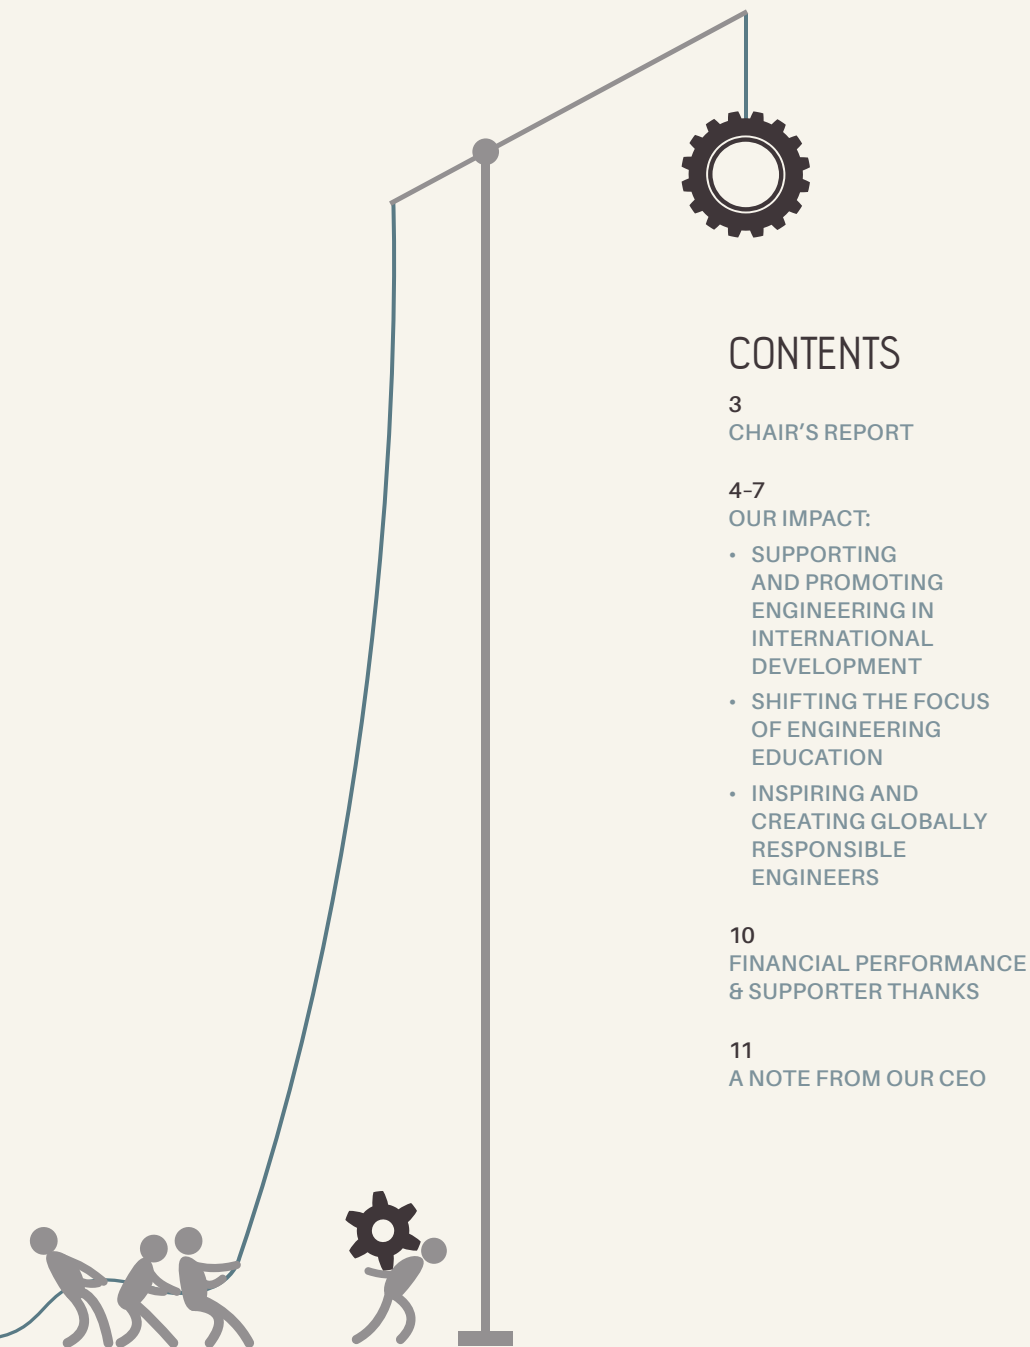 CONTENTS
3
CHAIR’S REPORT
4–7
OUR IMPACT:
• SUPPORTING
AND PROMOTING
ENGINEERING IN
INTERNATIONAL
DEVELOPMENT
• SHIFTING THE FOCUS
OF ENGINEERING
EDUCATION
• INSPIRING AND
CREATING GLOBALLY
RESPONSIBLE
ENGINEERS
10
FINANCIAL PERFORMANCE
& SUPPORTER THANKS
11
A NOTE FROM OUR CEO